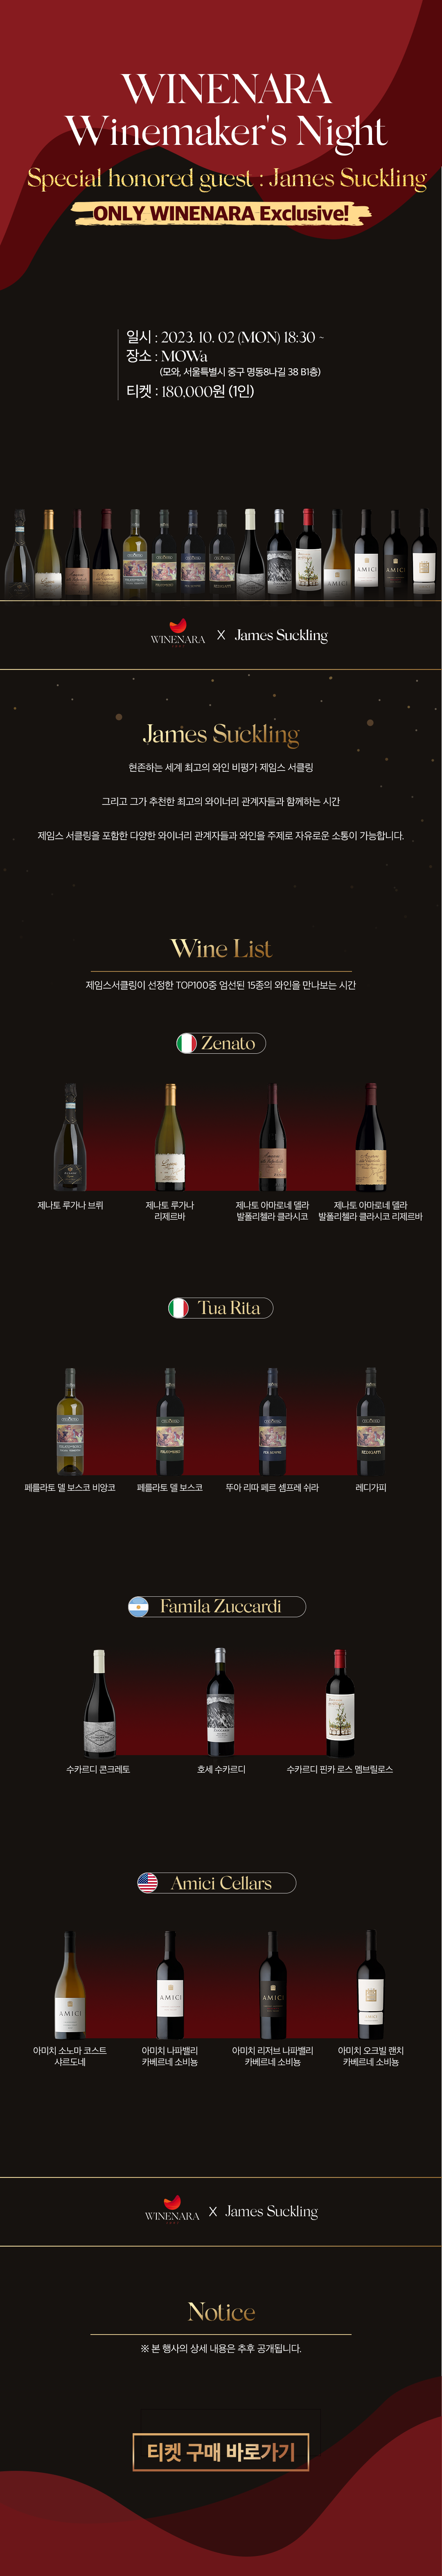 WINENARA
Winemaker's Night
Special honored guest : James Suckling
ONLY WINENARA Exclusive!
일시 : 2023. 10. 02 (MON) 18:30 ~
장소 : MOWa
(모와, 서울특별시 중구 명동8나길 38 B1층)
티켓 : 180,000원 (1인)
WINENARA X James Suckling
James Suckling
현존하는 세계 최고의 와인 비평가 제임스 서클링
그리고 그가 추천한 최고의 와이너리 관계자들과 함께하는 시간
제임스 서클링을 포함한 다양한 와이너리 관계자들과 와인을 주제로 자유로운 소통이 가능합니다.
Wine List
제임스서클링이 선정한 TOP100중 엄선된 15종의 와인을 만나보는 시간
Zenato
제나토 루가나 브뤼
제나토 루가나
리제르바
제나토 아마로네 델라
발폴리첼라 클라시코
제나토 아마로네 델라
발폴리첼라 클라시코 리제르바
Tua Rita
페를라토 델 보스코 비앙코
페를라토 델 보스코
뚜아 리따 페르 셈프레 쉬라
레디가피
Famila Zuccardi
수카르디 콘크레토
호세 수카르디
수카르디 핀카 로스 멤브릴로스
Amici Cellars
AMICI
AMICI
AMICI
아미치 소노마 코스트
샤르도네
아미치 나파밸리
카베르네 소비뇽
아미치 리저브 나파밸리
카베르네 소비뇽
아미치 오크빌 랜치
카베르네 소비뇽
WINENARA X James Suckling
Notice
※ 본 행사의 상세 내용은 추후 공개됩니다.
티켓 구매 바로가기